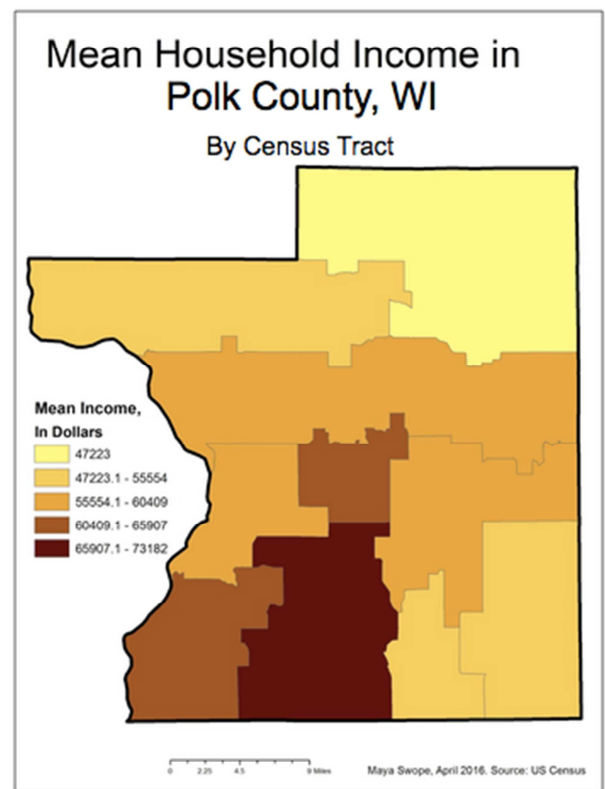 Mean Household Income in
Polk County, WI
By Census Tract
Mean Income,
In Dollars
47223
47223.1 - 55554
55554.1 - 60409
60409.1 - 65907
65907.1 - 73182
0 2.25 4.5 9 Miles
Maya Swope, April 2016. Source: US Census